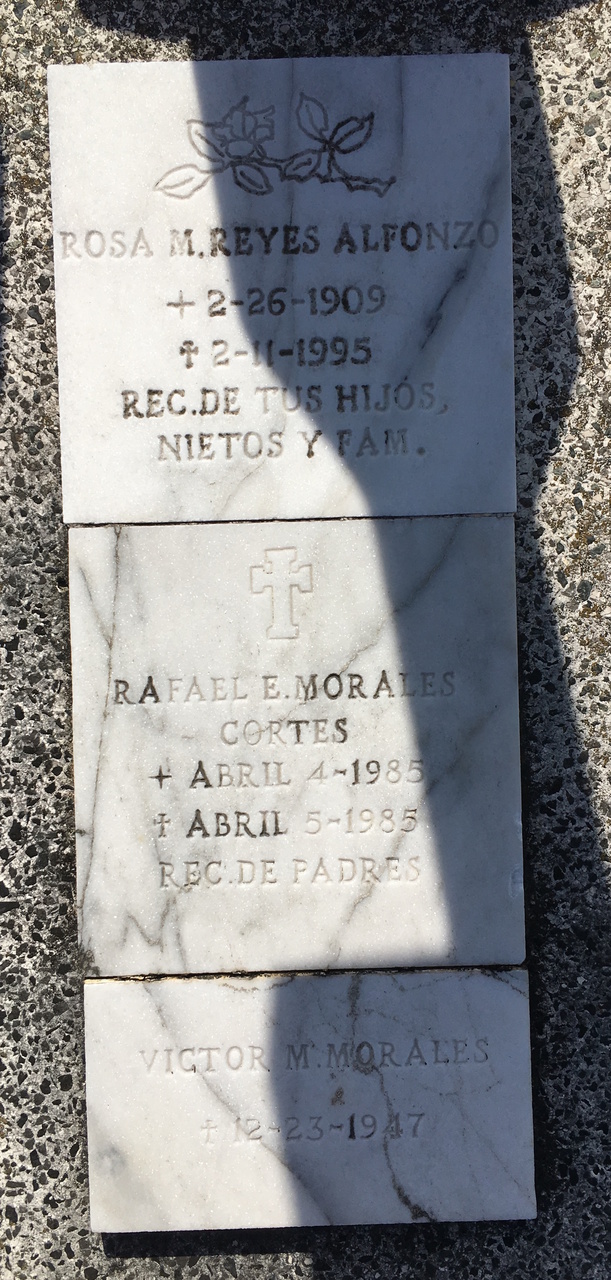 ROSA M. REYES ALFONZO
+ 2-26-1909
✝ 2-11-1995
REC. DE TUS HIJOS,
NIETOS Y FAM.
RAFAEL E. MORALES
CORTES
+ ABRIL 4-1985
✝ ABRIL 5-1985
REC. DE PADRES
VICTOR M. MORALES
✝ 12-23-1947